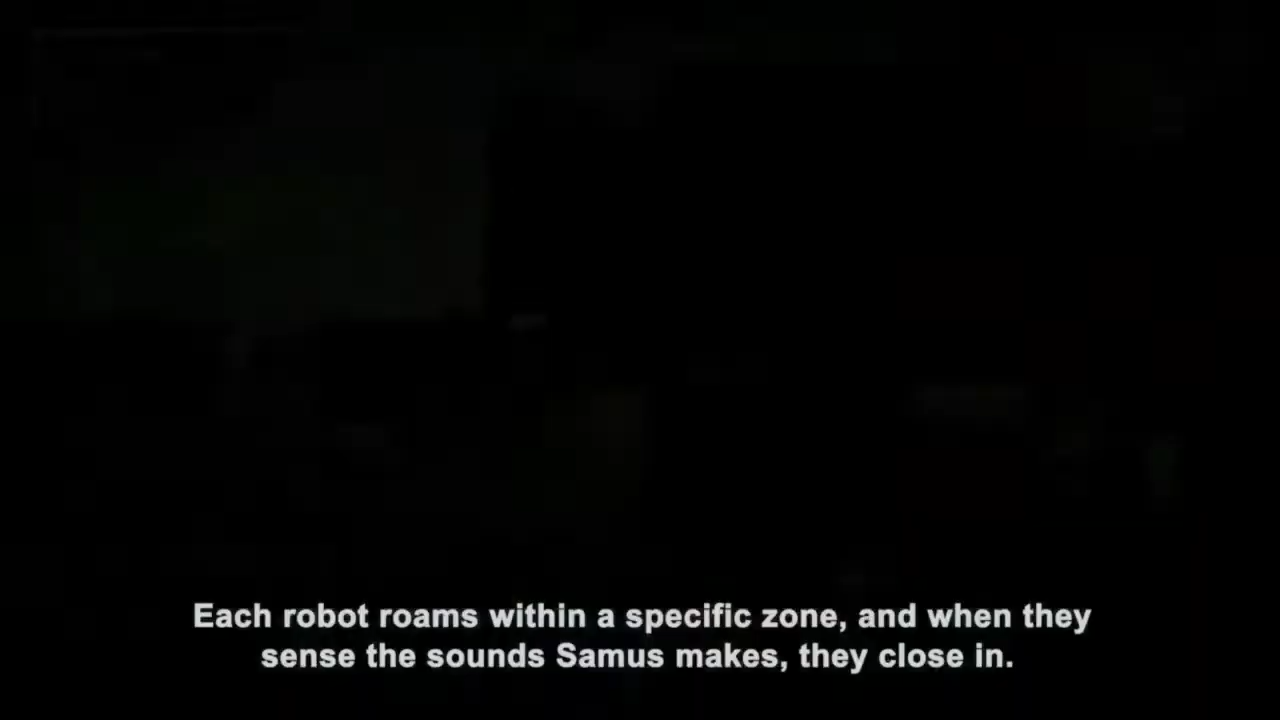 Each robot roams within a specific zone, and when they
sense the sounds Samus makes, they close in.